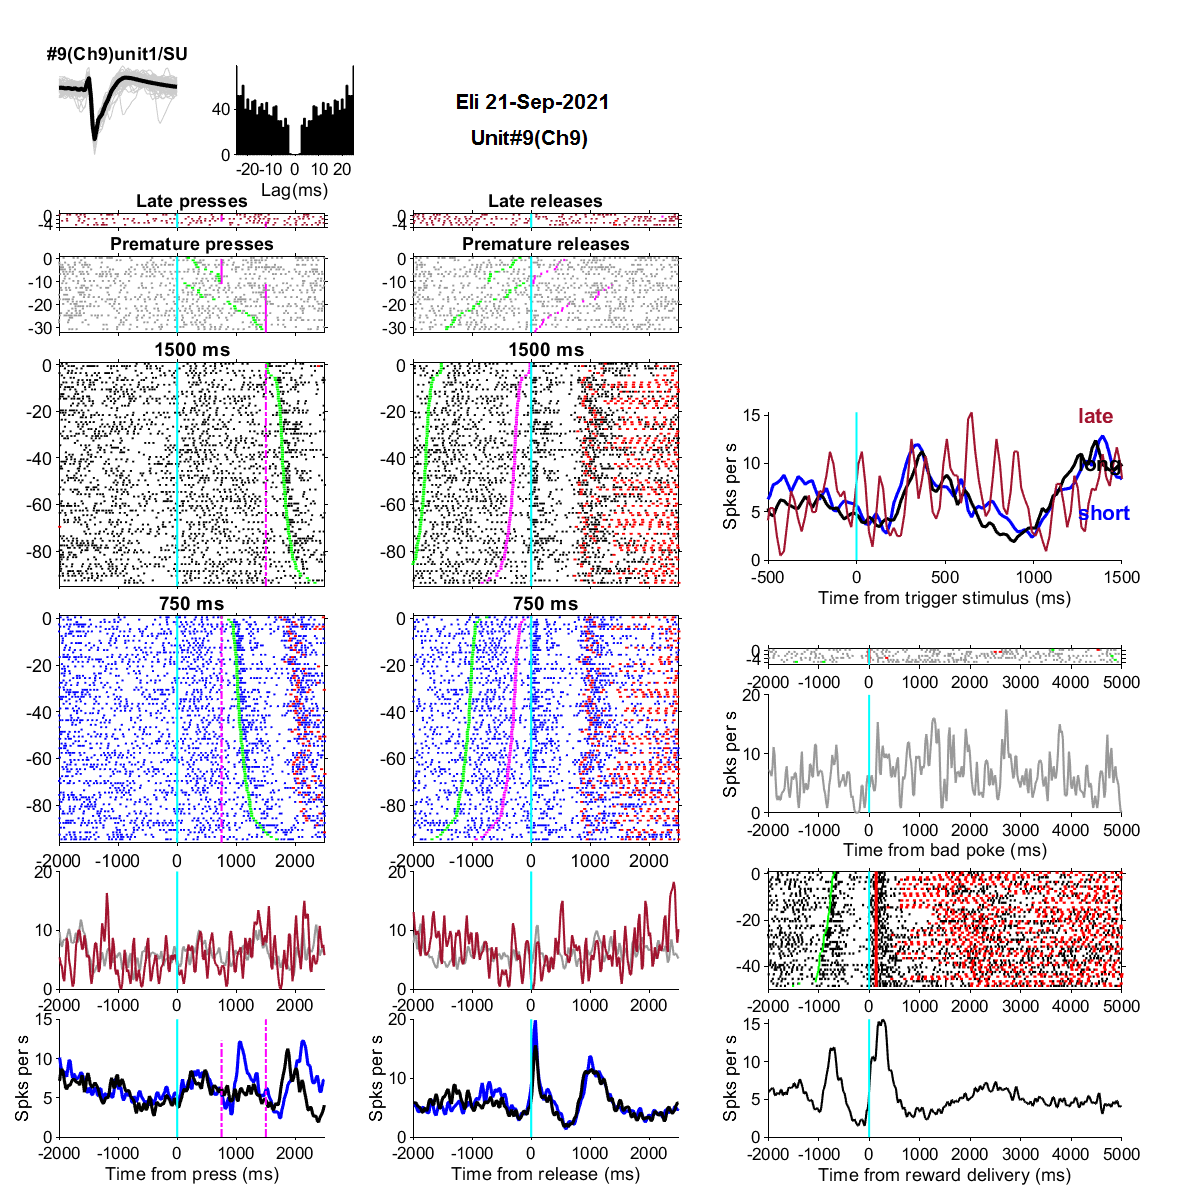 #9(Ch9)unit1/SU
40
0
-20 -10 0 10 20
Lag(ms)
Eli 21-Sep-2021
Unit#9(Ch9)
Late presses
0
-4
Late releases
0
-4
Premature presses
0
-10
-20
-30
Premature releases
0
-10
-20
-30
1500 ms
0
-20
-40
-60
-80
1500 ms
0
-20
-40
-60
-80
750 ms
0
-20
-40
-60
-80
-2000 -1000 0 1000 2000
750 ms
0
-20
-40
-60
-80
-2000 -1000 0 1000 2000
20
10
0
-2000 -1000 0 1000 2000
20
10
0
-2000 -1000 0 1000 2000
15
10
5
0
Spks per s
-2000 -1000 0 1000 2000
Time from press (ms)
20
10
0
Spks per s
-2000 -1000 0 1000 2000
Time from release (ms)
15
10
5
0
Spks per s
late
long
short
-500 0 500 1000 1500
Time from trigger stimulus (ms)
0
-4
-2000 -1000 0 1000 2000 3000 4000 5000
20
10
0
Spks per s
-2000 -1000 0 1000 2000 3000 4000 5000
Time from bad poke (ms)
0
-20
-40
-2000 -1000 0 1000 2000 3000 4000 5000
15
10
5
0
Spks per s
-2000 -1000 0 1000 2000 3000 4000 5000
Time from reward delivery (ms)